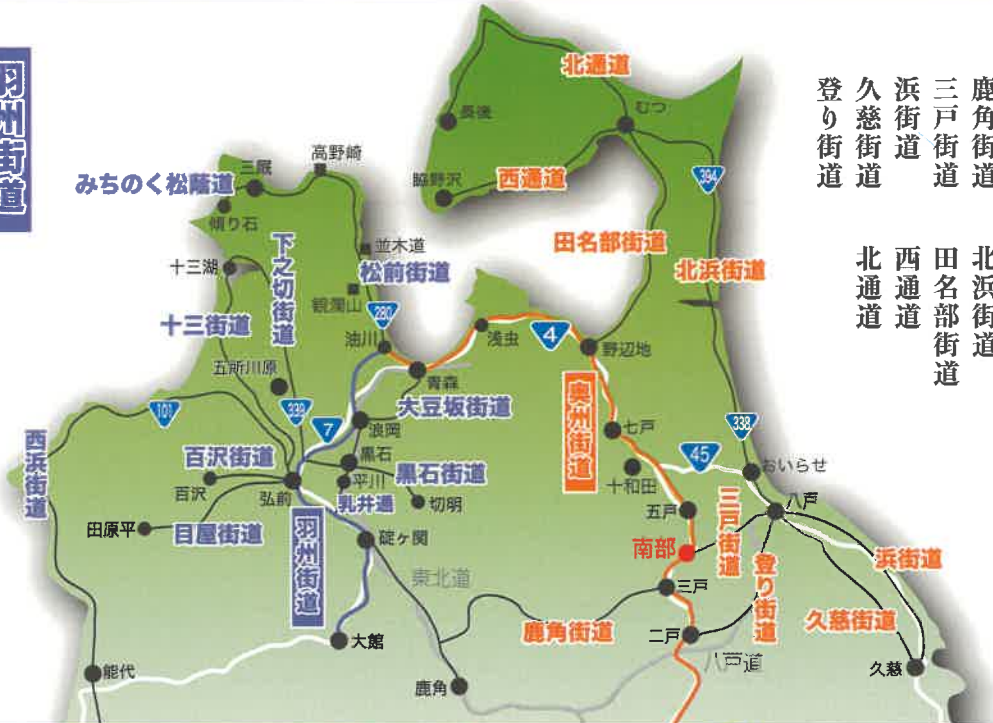 羽州街道
鹿角街道
三戸街道
浜街道
久慈街道
登り街道
北浜街道
田名部街道
西通道
北通道
北通道
長後
むつ
脇野沢
西通道
394
高野崎
三厩
みちのく松蔭道
傾り石
下之切街道
並木道
松前街道
十三湖
観瀾山
280
十三街道
油川
田名部街道
北浜街道
浅虫
4
野辺地
五所川原
青森
大豆坂街道
奥州街道
101
339
7
浪岡
七戸
338
西浜街道
百沢街道
黒石
黒石街道
45
おいらせ
百沢
弘前
平川
乳井通
切明
十和田
五戸
八戸
田原平
目屋街道
羽州街道
碇ヶ関
三戸街道
南部
登り街道
浜街道
東北道
三戸
鹿角街道
二戸
久慈街道
大館
八戸道
久慈
能代
鹿角